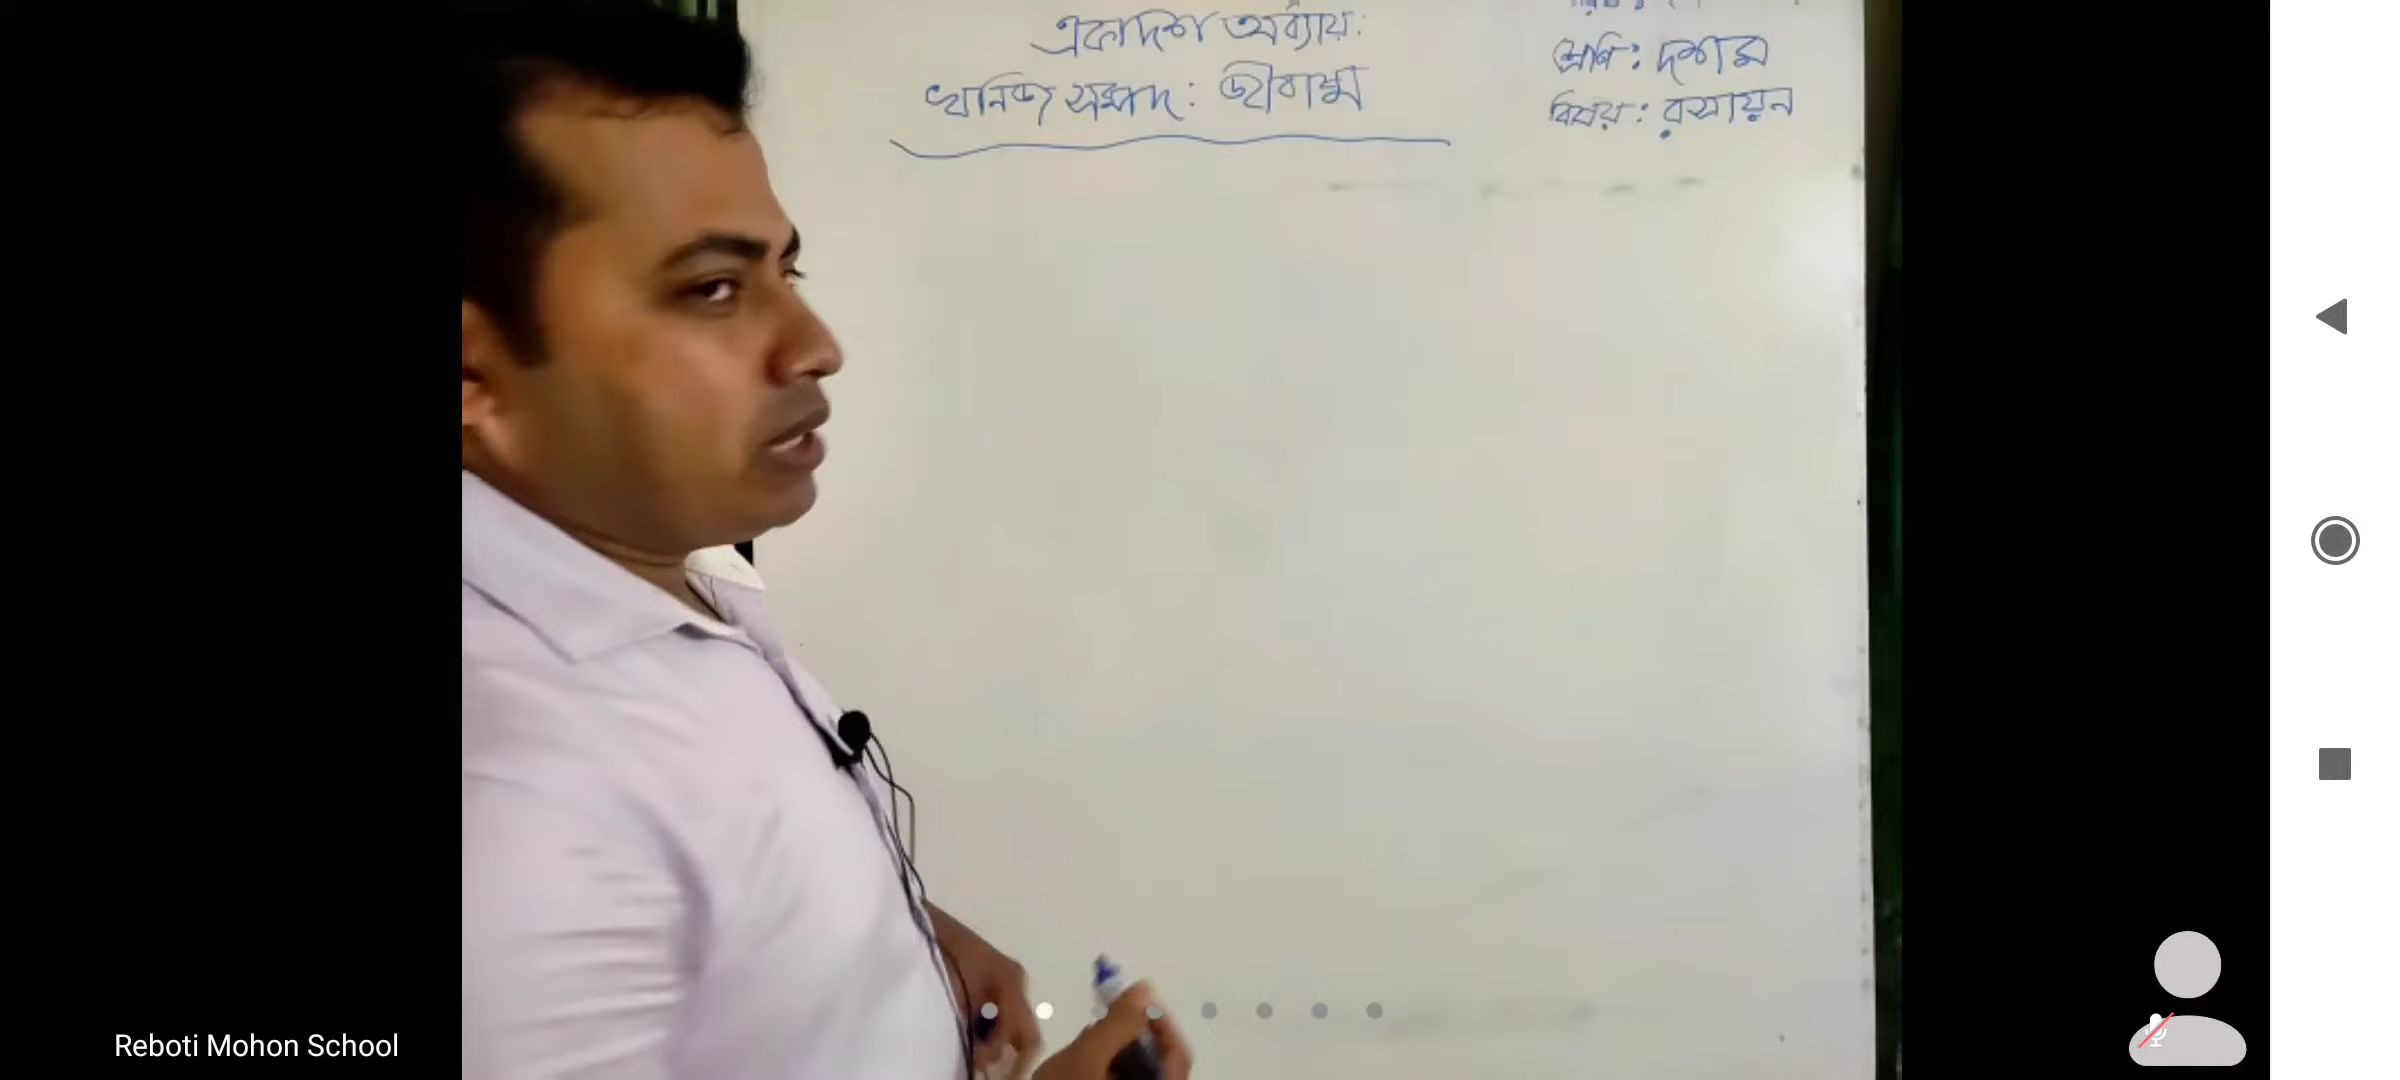 একাদশ অধ্যায়:
খনিজ সম্পদ: জীবাশ্ম
শ্রেণি: দশম
বিষয়: রসায়ন
Reboti Mohon School